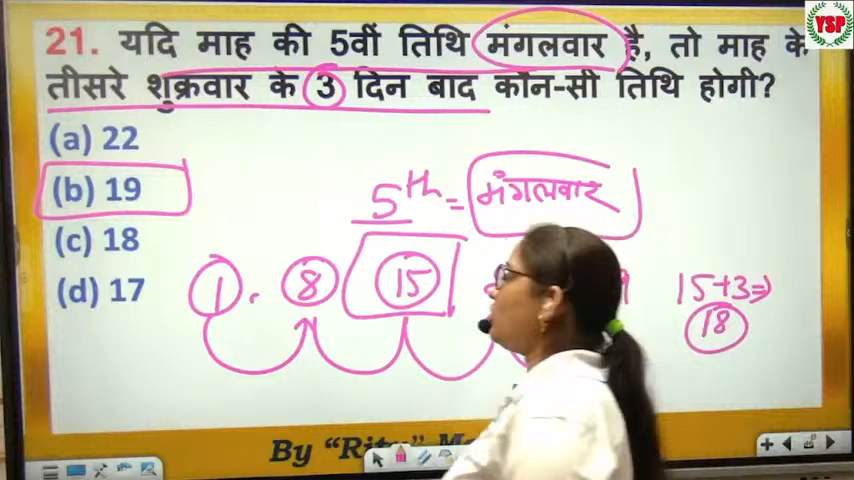 21. यदि माह की 5वीं तिथि मंगलवार है, तो माह के
तीसरे शुक्रवार के 3 दिन बाद कौन-सी तिथि होगी?
(a) 22
(b) 19
(c) 18
(d) 17
5th = मंगलवार
1. 8 15
15+3=>
18
By “Ritu”
YSP